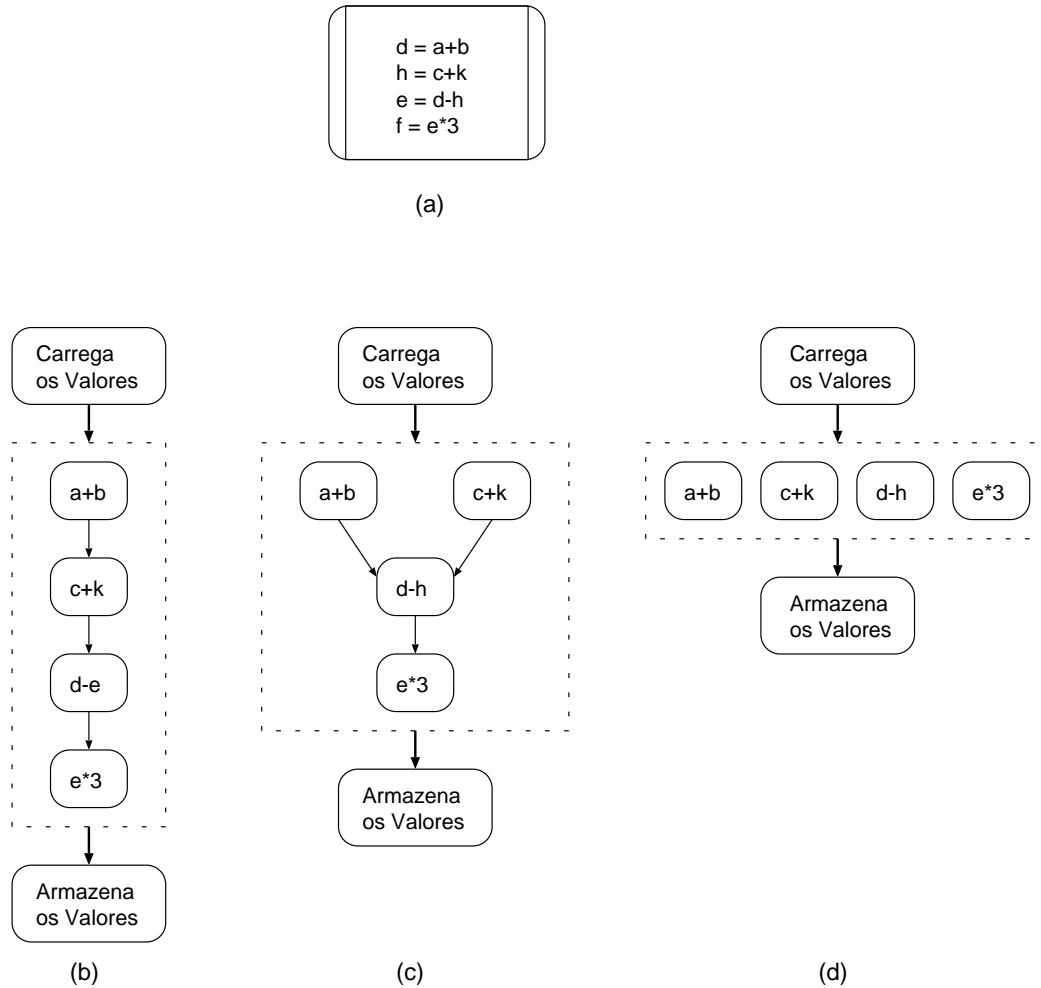 d = a+b
h = c+k
e = d-h
f = e*3
(a)
Carrega
os Valores
a+b
c+k
d-e
e*3
Armazena
os Valores
(b)
Carrega
os Valores
a+b
c+k
d-h
e*3
Armazena
os Valores
(c)
Carrega
os Valores
a+b
c+k
d-h
e*3
Armazena
os Valores
(d)